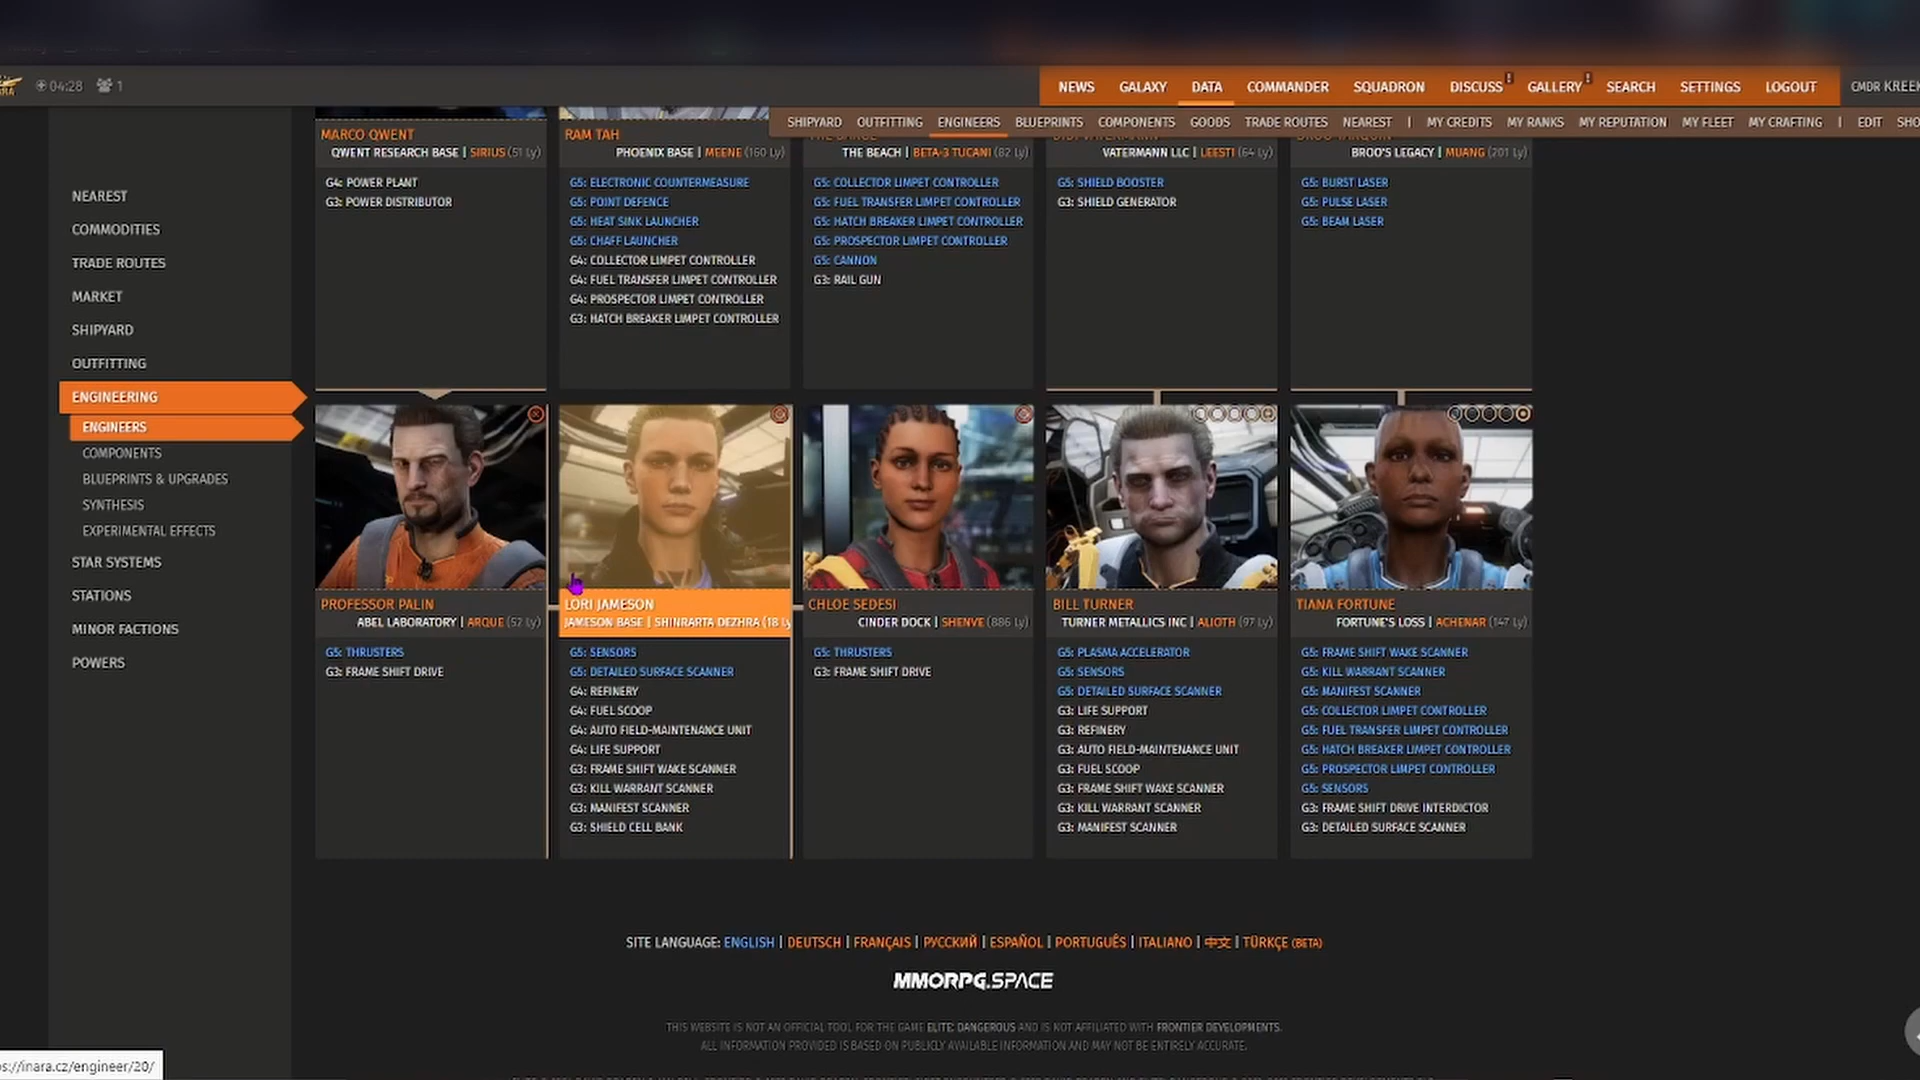 04:28 1
NEWS GALAXY DATA COMMANDER SQUADRON DISCUSS! GALLERY! SEARCH SETTINGS LOGOUT CMDR
SHIPYARD OUTFITTING ENGINEERS BLUEPRINTS COMPONENTS GOODS TRADE ROUTES NEAREST | MY CREDITS MY RANKS MY REPUTATION MY FLEET MY CRAFTING | EDIT
NEAREST
COMMODITIES
TRADE ROUTES
MARKET
SHIPYARD
OUTFITTING
ENGINEERING
ENGINEERS
COMPONENTS
BLUEPRINTS & UPGRADES
SYNTHESIS
EXPERIMENTAL EFFECTS
STAR SYSTEMS
STATIONS
MINOR FACTIONS
POWERS
MARCO QWENT
QWENT RESEARCH BASE | SIRIUS (51 Ly)
G4: POWER PLANT
G3: POWER DISTRIBUTOR
RAM TAH
PHOENIX BASE | MEENE (160 Ly)
G5: ELECTRONIC COUNTERMEASURE
G5: POINT DEFENCE
G5: HEAT SINK LAUNCHER
G5: CHAFF LAUNCHER
G4: COLLECTOR LIMPET CONTROLLER
G4: FUEL TRANSFER LIMPET CONTROLLER
G4: PROSPECTOR LIMPET CONTROLLER
G3: HATCH BREAKER LIMPET CONTROLLER
THE BEACH | BETA-3 TUCANI (82 Ly)
G5: COLLECTOR LIMPET CONTROLLER
G5: FUEL TRANSFER LIMPET CONTROLLER
G5: HATCH BREAKER LIMPET CONTROLLER
G5: PROSPECTOR LIMPET CONTROLLER
G5: CANNON
G3: RAIL GUN
VATERMANN LLC | LEESTI (64 Ly)
G5: SHIELD BOOSTER
G3: SHIELD GENERATOR
BROO'S LEGACY | MUANG (201 Ly)
G5: BURST LASER
G5: PULSE LASER
G5: BEAM LASER
PROFESSOR PALIN
ABEL LABORATORY | ARQUE (52 Ly)
G5: THRUSTERS
G3: FRAME SHIFT DRIVE
LORI JAMESON
JAMESON BASE | SHINRARTA DEZHRA (18 Ly
G5: SENSORS
G5: DETAILED SURFACE SCANNER
G4: REFINERY
G4: FUEL SCOOP
G4: AUTO FIELD-MAINTENANCE UNIT
G4: LIFE SUPPORT
G3: FRAME SHIFT WAKE SCANNER
G3: KILL WARRANT SCANNER
G3: MANIFEST SCANNER
G3: SHIELD CELL BANK
CHLOE SEDESI
CINDER DOCK | SHENVE (886 Ly)
G5: THRUSTERS
G3: FRAME SHIFT DRIVE
BILL TURNER
TURNER METALLICS INC | ALIOTH (97 Ly)
G5: PLASMA ACCELERATOR
G5: SENSORS
G5: DETAILED SURFACE SCANNER
G3: LIFE SUPPORT
G3: REFINERY
G3: AUTO FIELD-MAINTENANCE UNIT
G3: FUEL SCOOP
G3: FRAME SHIFT WAKE SCANNER
G3: KILL WARRANT SCANNER
G3: MANIFEST SCANNER
TIANA FORTUNE
FORTUNE'S LOSS | ACHENAR (147 Ly)
G5: FRAME SHIFT WAKE SCANNER
G5: KILL WARRANT SCANNER
G5: MANIFEST SCANNER
G5: COLLECTOR LIMPET CONTROLLER
G5: FUEL TRANSFER LIMPET CONTROLLER
G5: HATCH BREAKER LIMPET CONTROLLER
G5: PROSPECTOR LIMPET CONTROLLER
G5: SENSORS
G3: FRAME SHIFT DRIVE INTERDICTOR
G3: DETAILED SURFACE SCANNER
SITE LANGUAGE: ENGLISH | DEUTSCH | FRANÇAIS | РУССКИЙ | ESPAÑOL | PORTUGUÊS | ITALIANO | 中文 | TÜRKÇE (BETA)
MMORPG.SPACE
THIS WEBSITE IS NOT AN OFFICIAL TOOL FOR THE GAME ELITE: DANGEROUS AND IS NOT AFFILIATED WITH FRONTIER DEVELOPMENTS.
ALL INFORMATION PROVIDED IS BASED ON PUBLICLY AVAILABLE INFORMATION AND MAY NOT BE ENTIRELY ACCURATE.
ps://inara.cz/engineer/20/